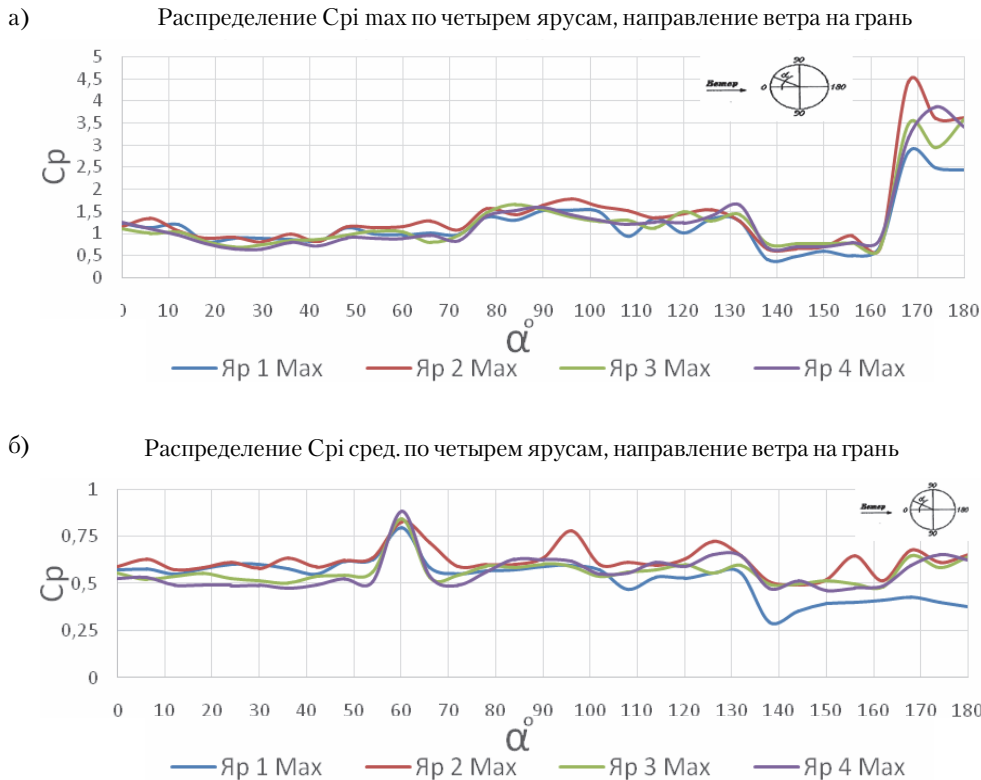 а)
Распределение Cpi max по четырем ярусам, направление ветра на грань
5
4,5
4
3,5
3
2,5
2
1,5
1
0,5
0
Cp
Ветер
90
α
0
180
90
0 10 20 30 40 50 60 70 80 90 100 110 120 130 140 150 160 170 180
α°
Яр 1 Max Яр 2 Max Яр 3 Max Яр 4 Max
б)
Распределение Cpi сред. по четырем ярусам, направление ветра на грань
1
0,75
0,5
0,25
0
Cp
Ветер
90
α
0
180
90
0 10 20 30 40 50 60 70 80 90 100 110 120 130 140 150 160 170 180
α°
Яр 1 Max Яр 2 Max Яр 3 Max Яр 4 Max